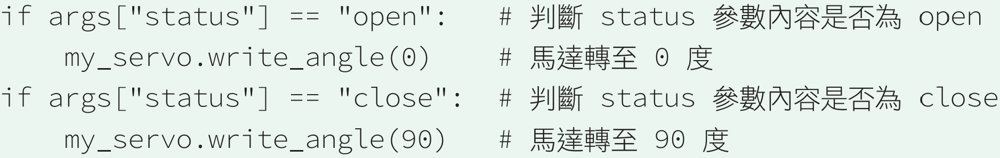 if args["status"] == "open":   # 判斷 status 參數內容是否為 open
    my_servo.write_angle(0)    # 馬達轉至 0 度
if args["status"] == "close":  # 判斷 status 參數內容是否為 close
    my_servo.write_angle(90)   # 馬達轉至 90 度